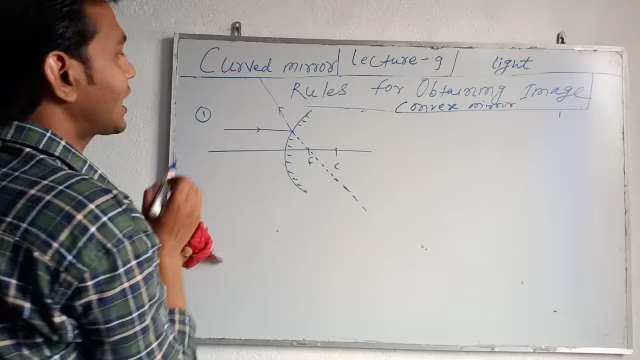 Curved mirror lecture-9 light
Rules for Obtaining Image
Convex mirror
1
F C